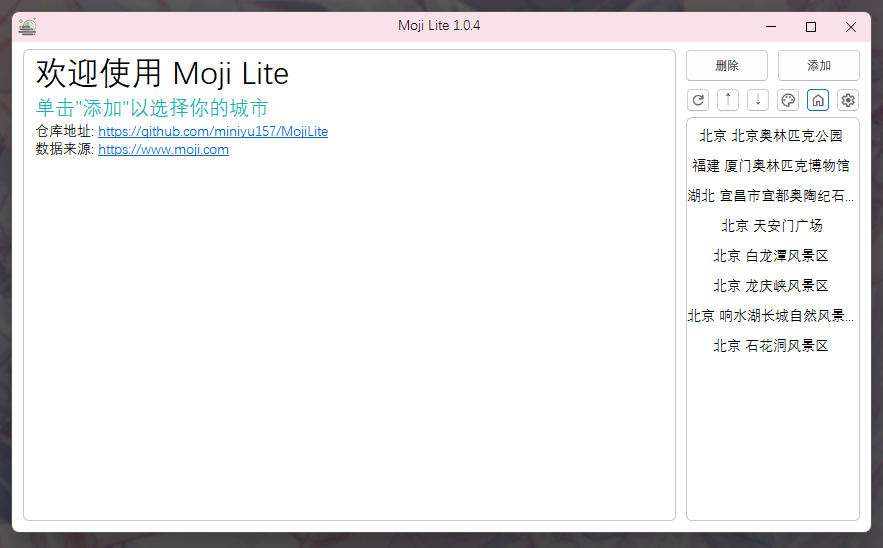 Moji Lite 1.0.4
欢迎使用 Moji Lite
单击"添加"以选择你的城市
仓库地址: https://github.com/miniyu157/MojiLite
数据来源: https://www.moji.com
删除
添加
北京 北京奥林匹克公园
福建 厦门奥林匹克博物馆
湖北 宜昌市宜都奥陶纪石...
北京 天安门广场
北京 白龙潭风景区
北京 龙庆峡风景区
北京 响水湖长城自然风景...
北京 石花洞风景区